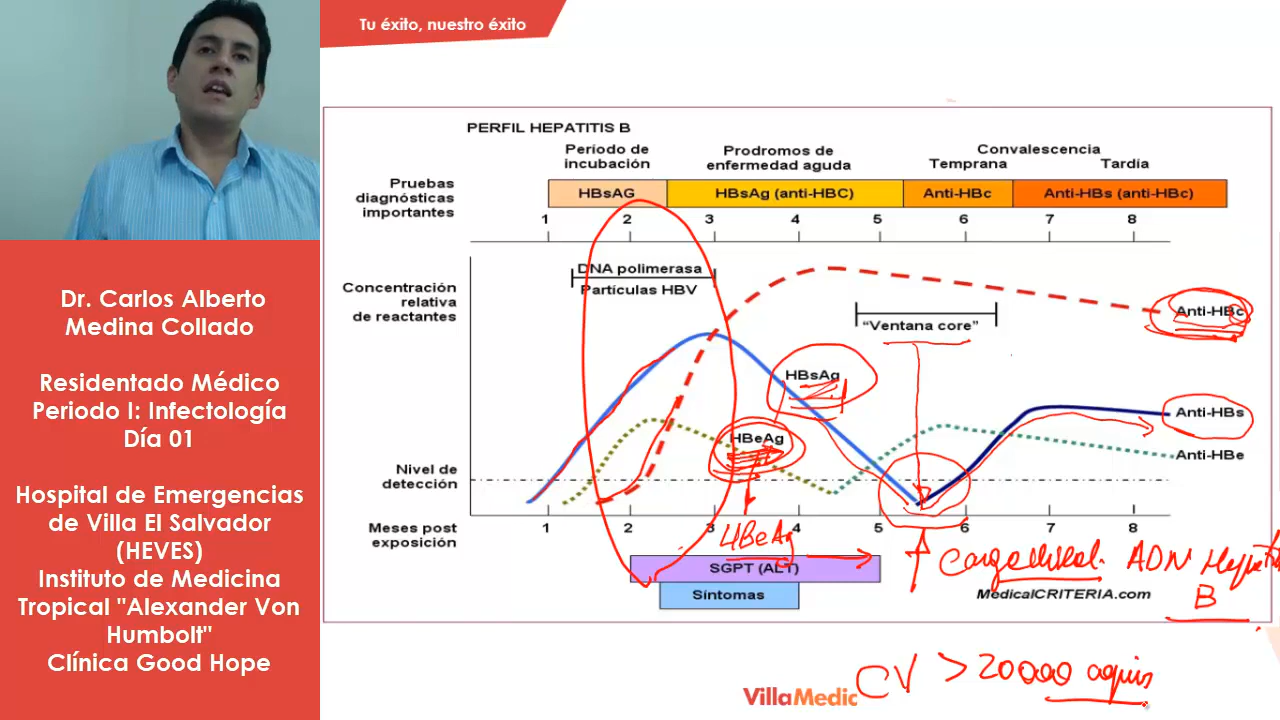 Tu éxito, nuestro éxito
Dr. Carlos Alberto
Medina Collado
Residentado Médico
Periodo I: Infectología
Día 01
Hospital de Emergencias
de Villa El Salvador
(HEVES)
Instituto de Medicina
Tropical "Alexander Von
Humbolt"
Clínica Good Hope
PERFIL HEPATITIS B
Período de
incubación
Prodromos de
enfermedad aguda
Convalescencia
Temprana Tardía
Pruebas
diagnósticas
importantes
HBsAG HBsAg (anti-HBC) Anti-HBc Anti-HBs (anti-HBc)
1 2 3 4 5 6 7 8
DNA polimerasa
Partículas HBV
Concentración
relativa
de reactantes
"Ventana core"
Anti-HBc
HBsAg
Anti-HBs
HBeAg
Anti-HBe
Nivel de
detección
Meses post
exposición
1 2 3 4 5 6 7 8
HBeAg
SGPT (ALT)
Síntomas
Carga viral. ADN Hepatitis
B
MedicalCRITERIA.com
CV > 20000
VillaMedic